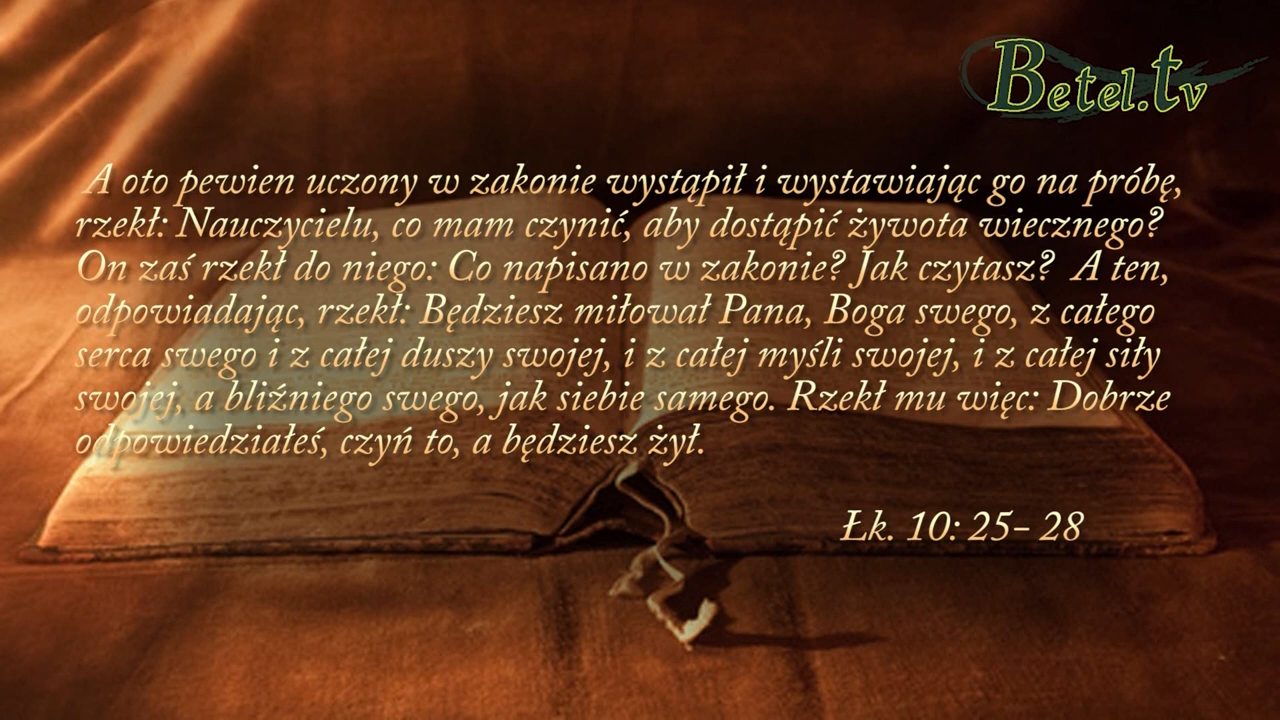 Betel.tv
A oto pewien uczony w zakonie wystąpił i wystawiając go na próbę,
rzekł: Nauczycielu, co mam czynić, aby dostąpić żywota wiecznego?
On zaś rzekł do niego: Co napisano w zakonie? Jak czytasz? A ten,
odpowiadając, rzekł: Będziesz miłował Pana, Boga swego, z całego
serca swego i z całej duszy swojej, i z całej myśli swojej, i z całej siły
swojej, a bliźniego swego, jak siebie samego. Rzekł mu więc: Dobrze
odpowiedziałeś, czyń to, a będziesz żył.
Łk. 10: 25- 28